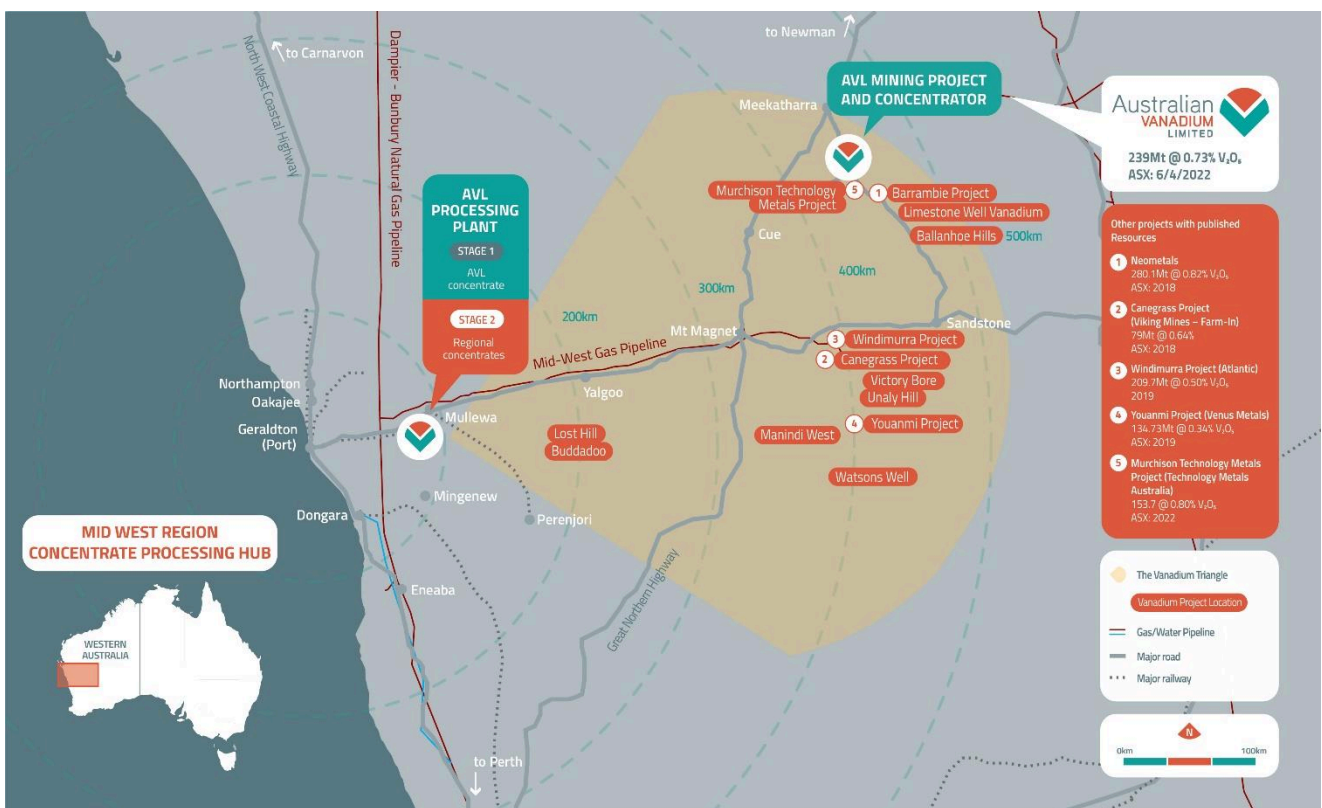 to Carnarvon
North West Coastal Highway
Dampier - Bunbury Natural Gas Pipeline
to Newman
AVL MINING PROJECT
AND CONCENTRATOR
Meekatharra
Australian
VANADIUM
LIMITED
239Mt @ 0.73% V₂O₅
ASX: 6/4/2022
AVL
PROCESSING
PLANT
STAGE 1
AVL
concentrate
STAGE 2
Regional
concentrates
Murchison Technology
Metals Project
5
1
Barrambie Project
Limestone Well Vanadium
Ballanhoe Hills
500km
Cue
400km
300km
200km
Mt Magnet
Sandstone
Mid-West Gas Pipeline
3
Windimurra Project
2
Canegrass Project
Victory Bore
Unaly Hill
Yalgoo
Northampton
Oakajee
Geraldton
(Port)
Mullewa
Lost Hill
Buddadoo
Manindi West
4
Youanmi Project
Watsons Well
Mingenew
Perenjori
Dongara
Eneaba
Great Northern Highway
to Perth
MID WEST REGION
CONCENTRATE PROCESSING HUB
WESTERN
AUSTRALIA
Other projects with published
Resources
1
Neometals
280.1Mt @ 0.82% V₂O₅
ASX: 2018
2
Canegrass Project
(Viking Mines – Farm-In)
79Mt @ 0.64%
ASX: 2018
3
Windimurra Project (Atlantic)
209.7Mt @ 0.50% V₂O₅
2019
4
Youanmi Project (Venus Metals)
134.73Mt @ 0.34% V₂O₅
ASX: 2019
5
Murchison Technology Metals
Project (Technology Metals
Australia)
153.7 @ 0.80% V₂O₅
ASX: 2022
The Vanadium Triangle
Vanadium Project Location
Gas/Water Pipeline
Major road
Major railway
N
0km
100km